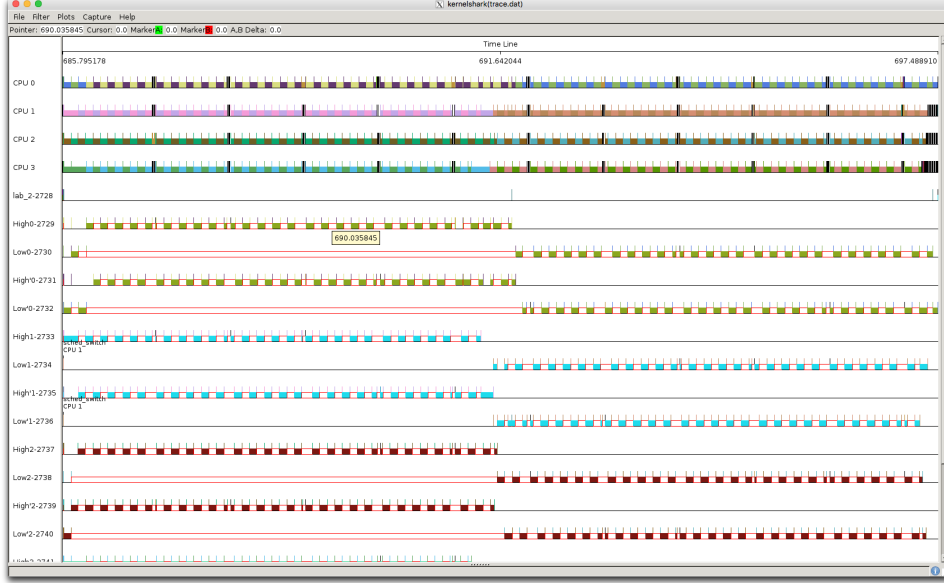 kernelshark(trace.dat)
File Filter Plots Capture Help
Pointer: 690.035845 Cursor: 0.0 Marker A: 0.0 Marker B: 0.0 A,B Delta: 0.0
Time Line
685.795178 691.642044 697.488910
CPU 0
CPU 1
CPU 2
CPU 3
lab_2-2728
High0-2729
690.035845
Low0-2730
High'0-2731
Low'0-2732
High1-2733
sched_switch
CPU 1
Low1-2734
High'1-2735
sched_switch
CPU 1
Low'1-2736
High2-2737
Low2-2738
High'2-2739
Low'2-2740
High3-2741